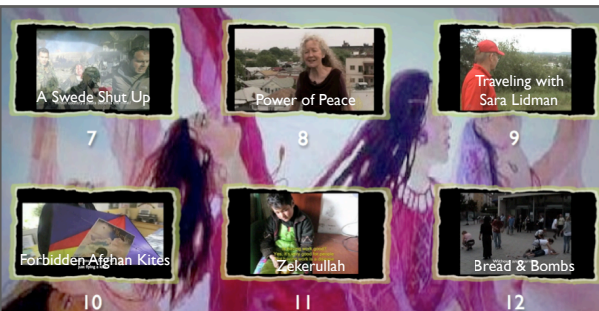 A Swede Shut Up
Power of Peace
Traveling with
Sara Lidman
7
8
9
Forbidden Afghan Kites
Zekerullah
Bread & Bombs
10
11
12